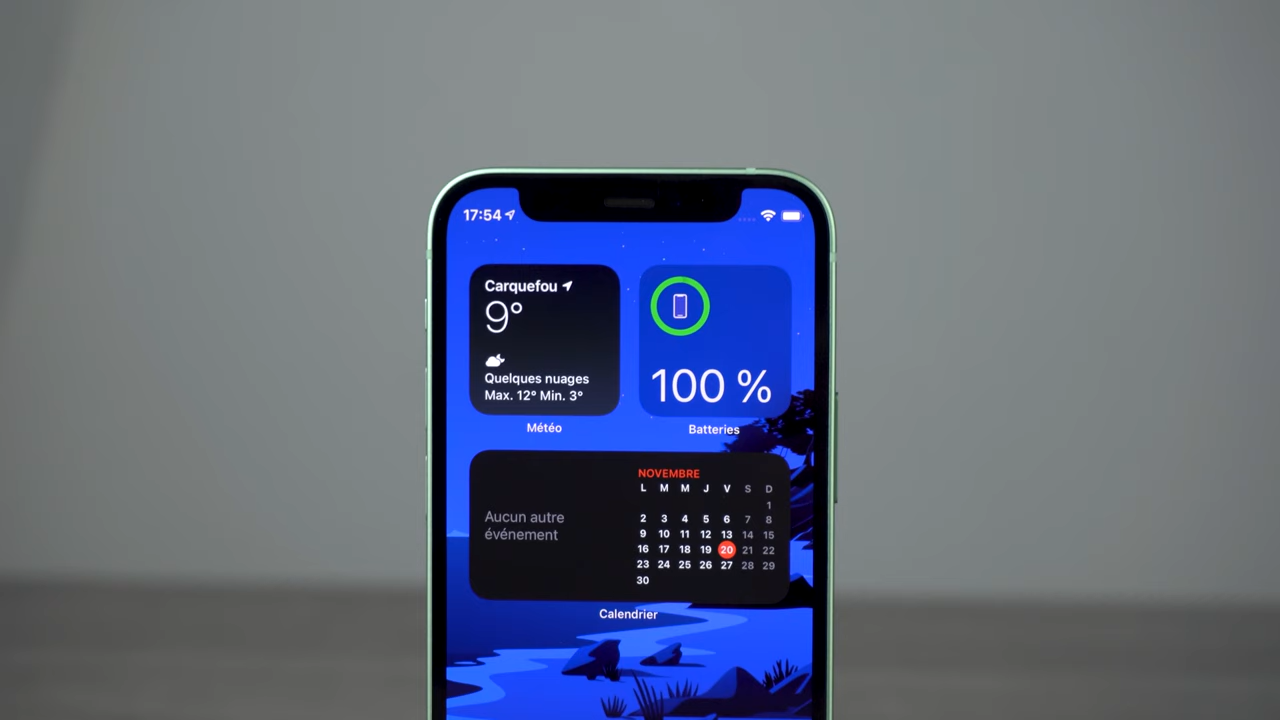 17:54
Carquefou
9°
Quelques nuages
Max. 12° Min. 3°
Météo
100 %
Batteries
Aucun autre
événement
NOVEMBRE
L M M J V S D
1
2 3 4 5 6 7 8
9 10 11 12 13 14 15
16 17 18 19 20 21 22
23 24 25 26 27 28 29
30
Calendrier